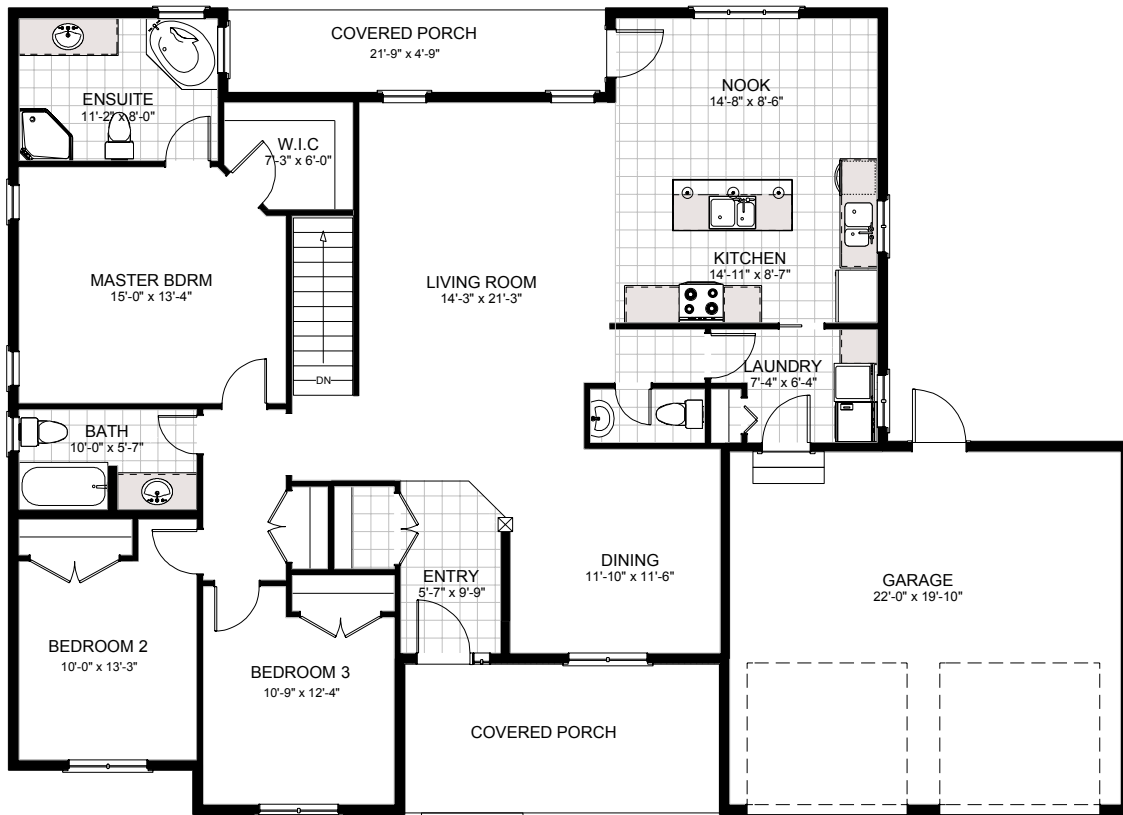 COVERED PORCH
21'-9" x 4'-9"
NOOK
14'-8" x 8'-6"
ENSUITE
11'-2" x 8'-0"
W.I.C
7'-3" x 6'-0"
KITCHEN
14'-11" x 8'-7"
MASTER BDRM
15'-0" x 13'-4"
LIVING ROOM
14'-3" x 21'-3"
LAUNDRY
7'-4" x 6'-4"
DN
BATH
10'-0" x 5'-7"
DINING
11'-10" x 11'-6"
ENTRY
5'-7" x 9'-9"
GARAGE
22'-0" x 19'-10"
BEDROOM 2
10'-0" x 13'-3"
BEDROOM 3
10'-9" x 12'-4"
COVERED PORCH